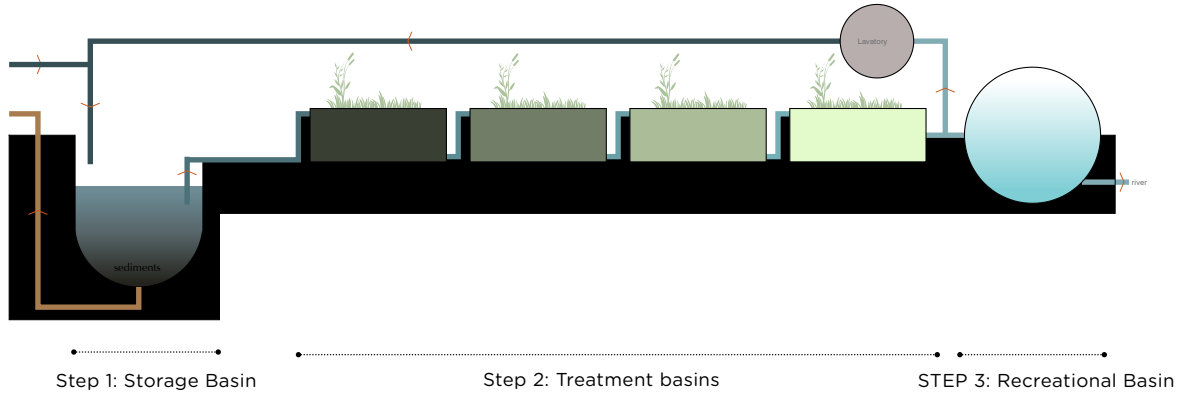 Lavatory
river
sediments
Step 1: Storage Basin
Step 2: Treatment basins
STEP 3: Recreational Basin